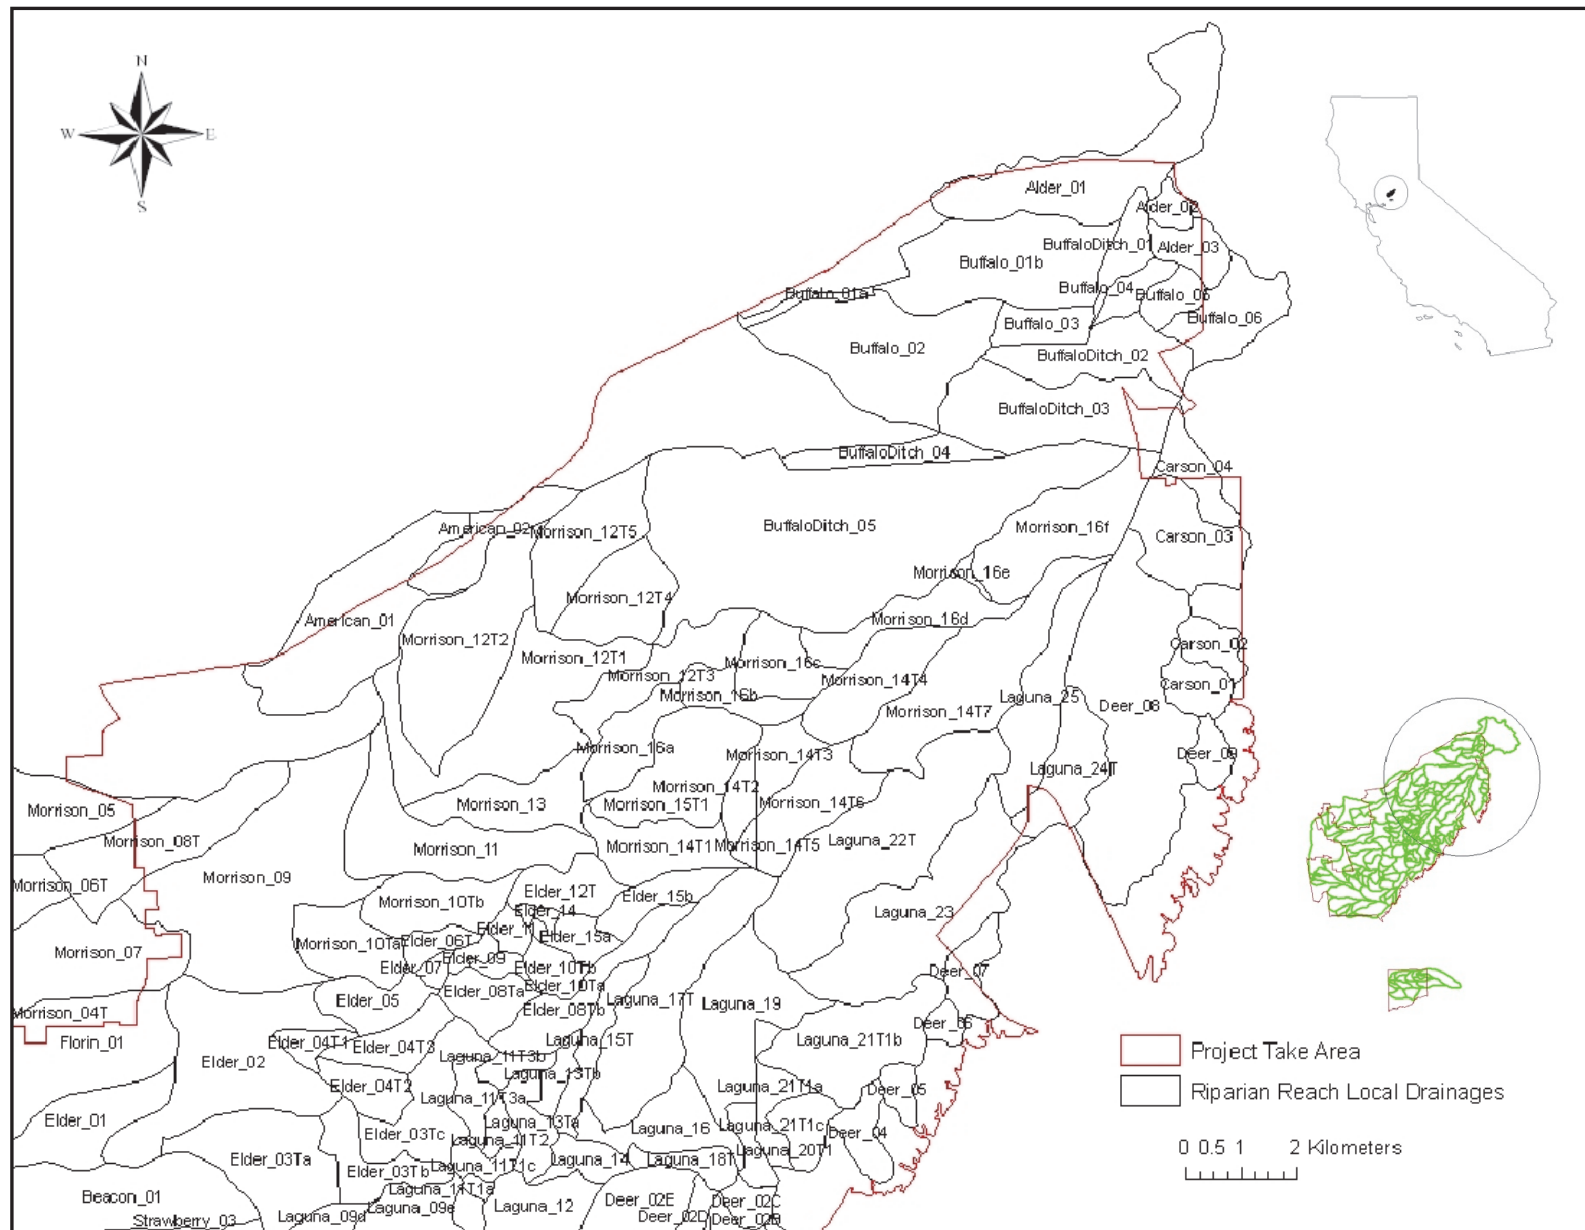 N
W E
S
Alder_01
Alder_02
BuffaloDitch_01
Alder_03
Buffalo_01b
Buffalo_04
Buffalo_05
Buffalo_01a
Buffalo_03
Buffalo_06
Buffalo_02
BuffaloDitch_02
BuffaloDitch_03
BuffaloDitch_04
Carson_04
American_02
Morrison_12T5
BuffaloDiitch_05
Morrison_16f
Carson_03
Morrison_16e
Morrison_12T4
American_01
Morrison_16d
Morrison_12T2
Carson_02
Morrison_12T1
Morrison_16c
Morrison_12T3
Morrison_14T4
Carson_01
Morrison_16b
Laguna_25
Deer_08
Morrison_14T7
Morrison_16a
Morrison_14T3
Deer_09
Laguna_24T
Morrison_14T2
Morrison_05
Morrison_13
Morrison_15T1
Morrison_14T6
Morrison_08T
Morrison_11
Morrison_14T1
Morrison_14T5
Laguna_22T
Morrison_06T
Morrison_09
Elder_12T
Elder_15b
Morrison_10Tb
Elder_14
Laguna_23
Elder_11
Elder_15a
Morrison_10Ta
Elder_06T
Morrison_07
Elder_09
Elder_07
Elder_10Tb
Deer_07
Elder_10Ta
Elder_08Ta
Elder_05
Laguna_17T
Laguna_19
Elder_08Tb
Morrison_04T
Deer_06
Florin_01
Elder_04T1
Elder_04T3
Laguna_15T
Laguna_21T1b
Project Take Area
Elder_02
Laguna_11T3b
Laguna_13Tb
Elder_04T2
Laguna_21T1a
Deer_05
Riparian Reach Local Drainages
Laguna_11T3a
Elder_01
Laguna_13Ta
Laguna_16
Laguna_21T1c
Elder_03Tc
Laguna_11T2
Deer_04
0 0.5 1 2 Kilometers
Elder_03Ta
Laguna_14
Laguna_18T
Laguna_20T1
Elder_03Tb
Laguna_11T1c
Laguna_11T1a
Beacon_01
Laguna_09e
Laguna_12
Deer_02E
Deer_02C
Strawberry_03
Laguna_09d
Deer_02D
Deer_02B